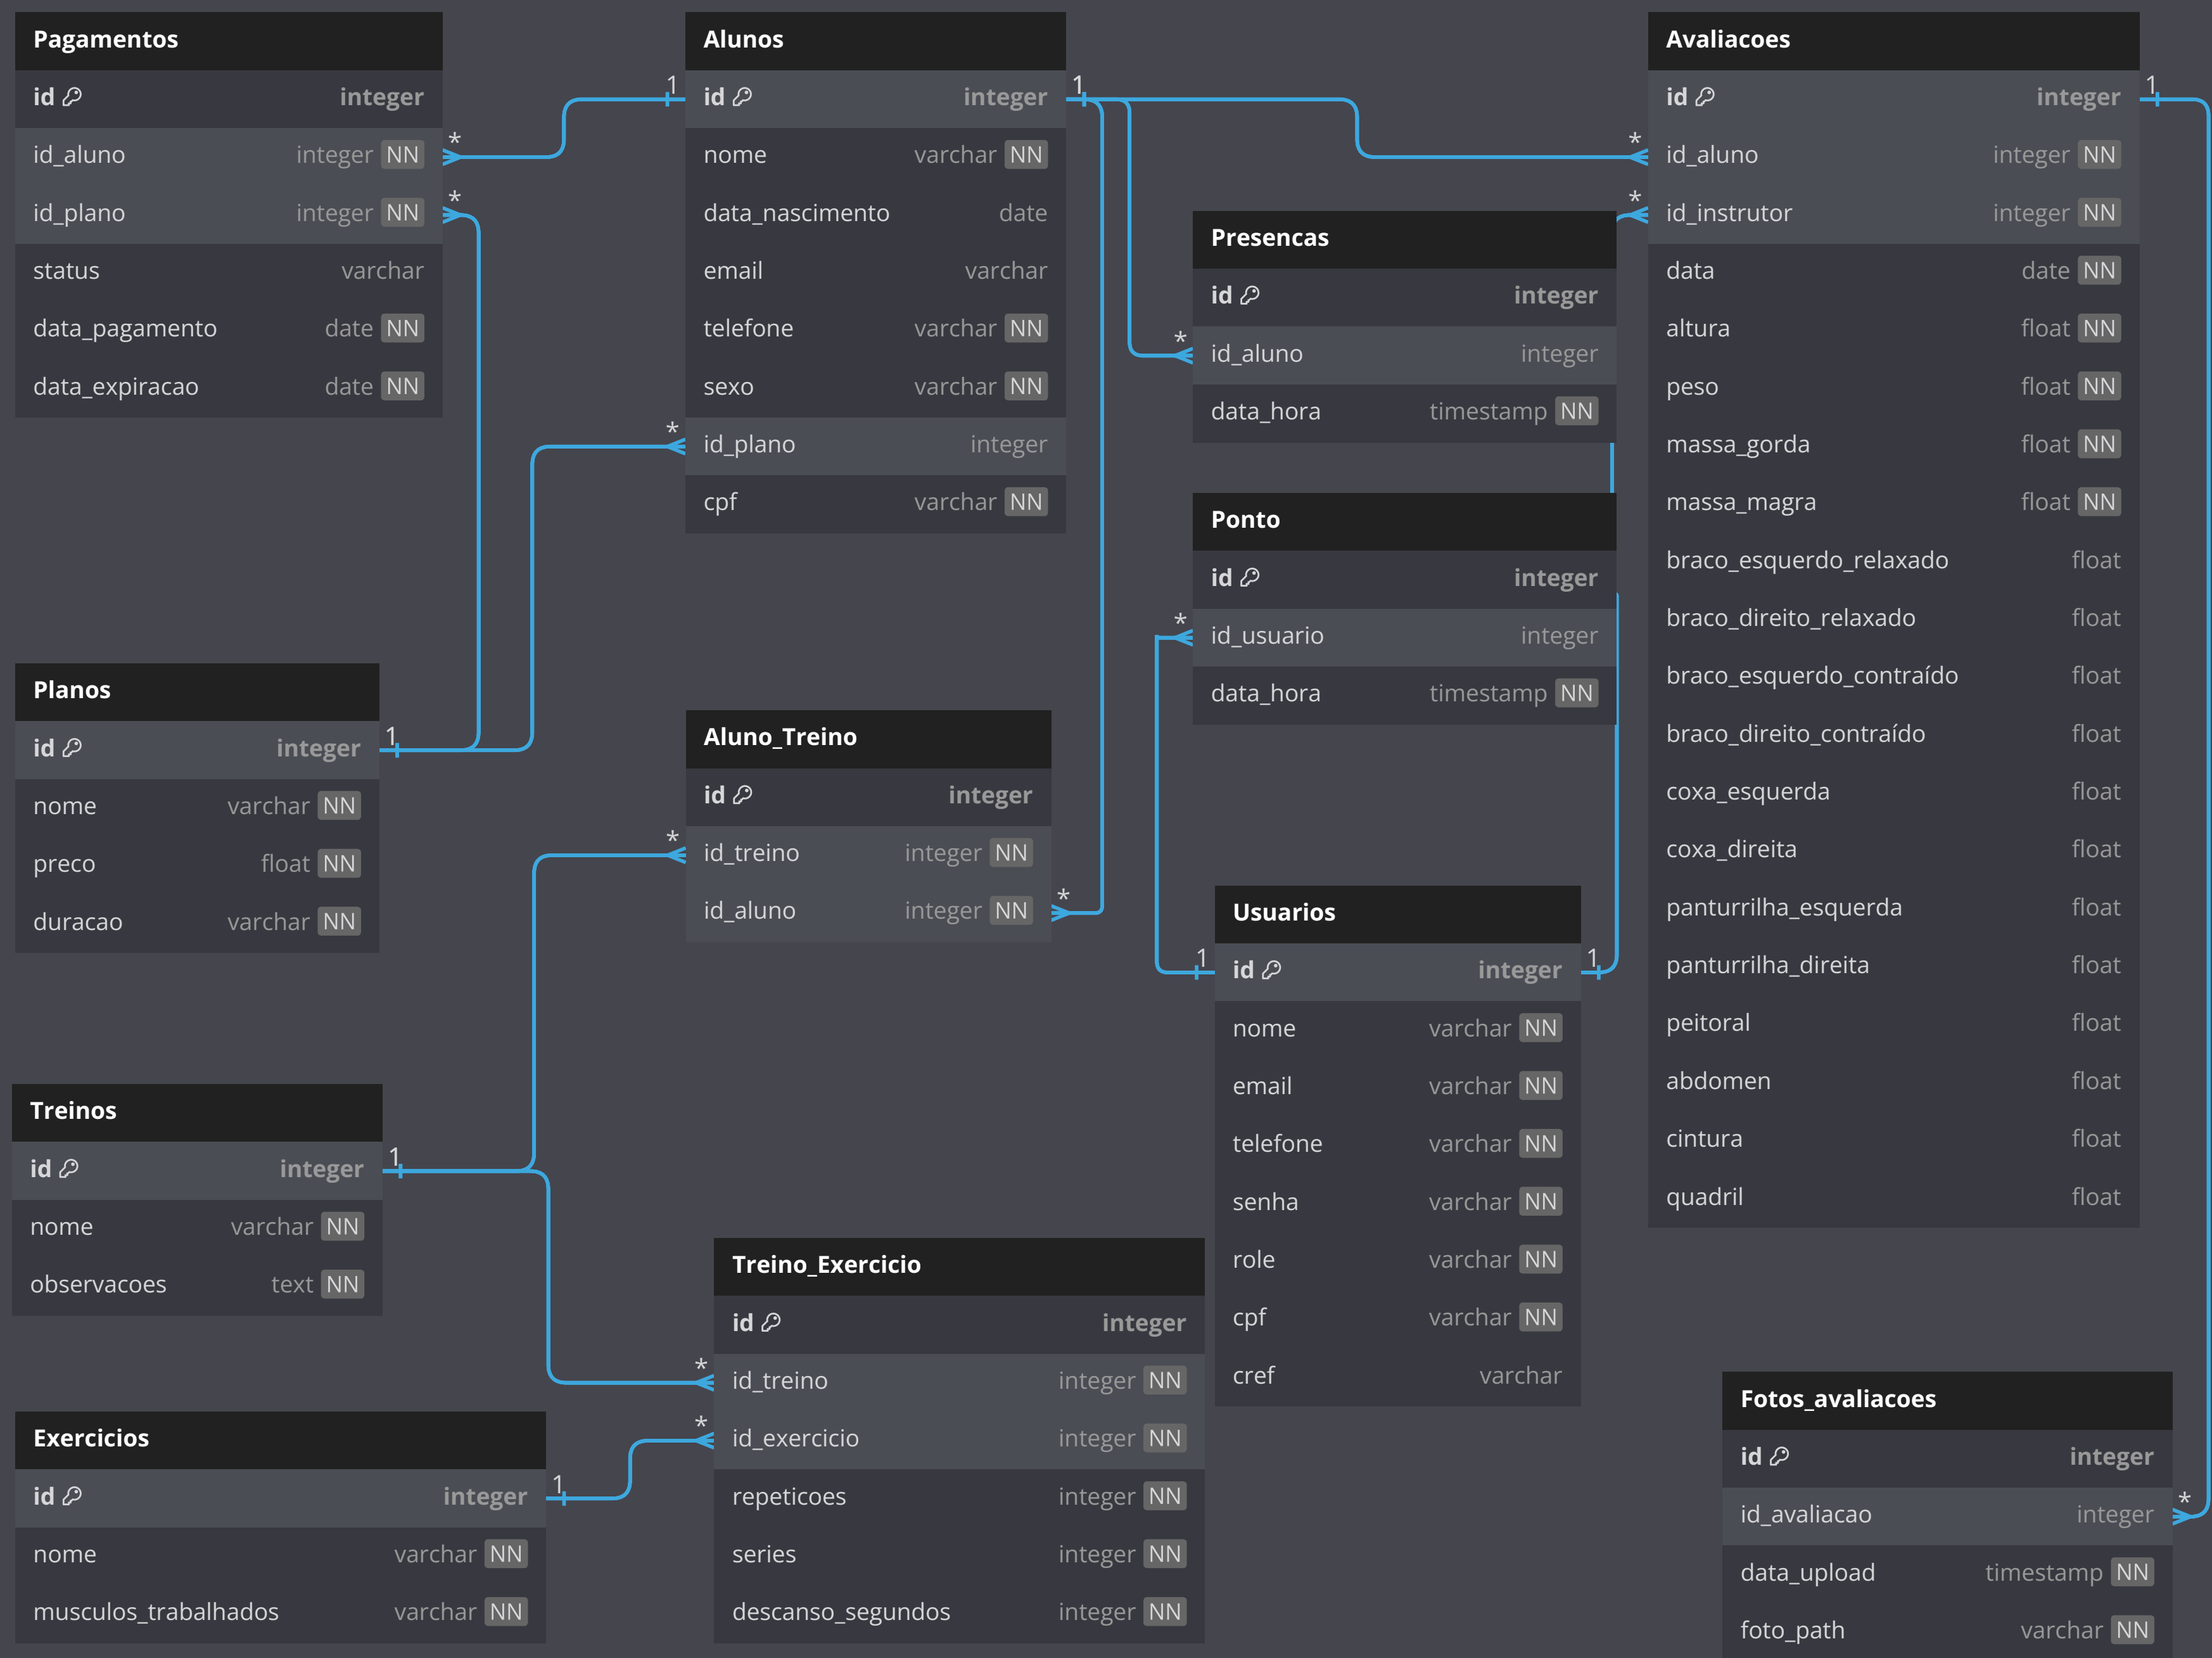 Pagamentos
id integer
id_aluno integer NN
id_plano integer NN
status varchar
data_pagamento date NN
data_expiracao date NN
*
*
1
Alunos
id integer
nome varchar NN
data_nascimento date
email varchar
telefone varchar NN
sexo varchar NN
id_plano integer
cpf varchar NN
*
1
Presencas
id integer
id_aluno integer
data_hora timestamp NN
*
Ponto
id integer
id_usuario integer
data_hora timestamp NN
*
Avaliacoes
id integer
id_aluno integer NN
id_instrutor integer NN
data date NN
altura float NN
peso float NN
massa_gorda float NN
massa_magra float NN
braco_esquerdo_relaxado float
braco_direito_relaxado float
braco_esquerdo_contraído float
braco_direito_contraído float
coxa_esquerda float
coxa_direita float
panturrilha_esquerda float
panturrilha_direita float
peitoral float
abdomen float
cintura float
quadril float
*
*
1
Planos
id integer
nome varchar NN
preco float NN
duracao varchar NN
1
Aluno_Treino
id integer
id_treino integer NN
id_aluno integer NN
*
*
Usuarios
id integer
nome varchar NN
email varchar NN
telefone varchar NN
senha varchar NN
role varchar NN
cpf varchar NN
cref varchar
1
1
Treinos
id integer
nome varchar NN
observacoes text NN
1
Treino_Exercicio
id integer
id_treino integer NN
id_exercicio integer NN
repeticoes integer NN
series integer NN
descanso_segundos integer NN
*
*
Exercicios
id integer
nome varchar NN
musculos_trabalhados varchar NN
1
Fotos_avaliacoes
id integer
id_avaliacao integer
data_upload timestamp NN
foto_path varchar NN
*